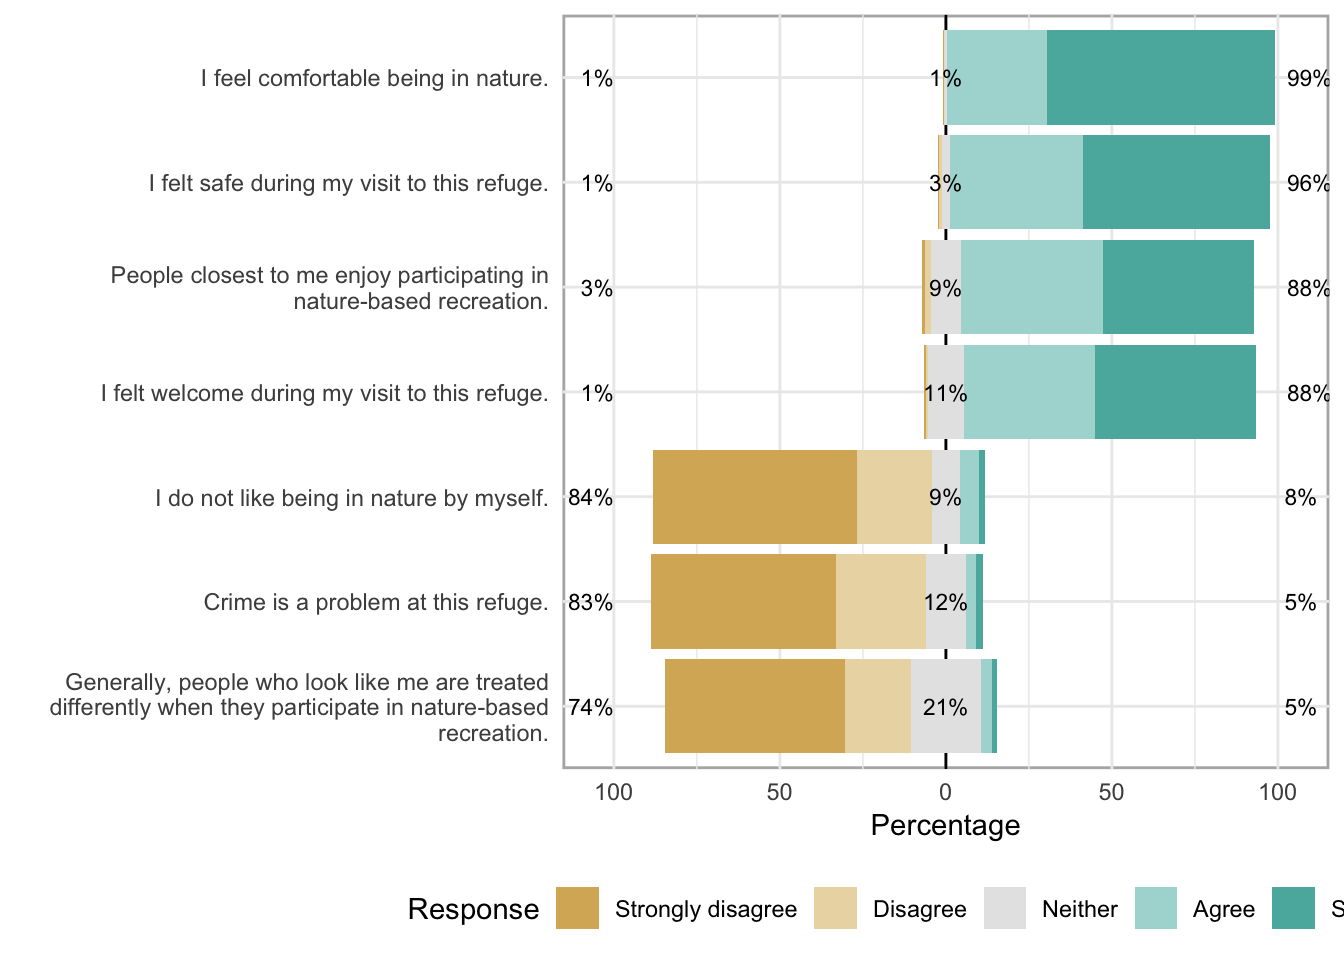 I feel comfortable being in nature. 1% 1% 99%
I felt safe during my visit to this refuge. 1% 3% 96%
People closest to me enjoy participating in
nature-based recreation. 3% 9% 88%
I felt welcome during my visit to this refuge. 1% 11% 88%
I do not like being in nature by myself. 84% 9% 8%
Crime is a problem at this refuge. 83% 12% 5%
Generally, people who look like me are treated
differently when they participate in nature-based
recreation. 74% 21% 5%
100 50 0 50 100
Percentage
Response Strongly disagree Disagree Neither Agree S